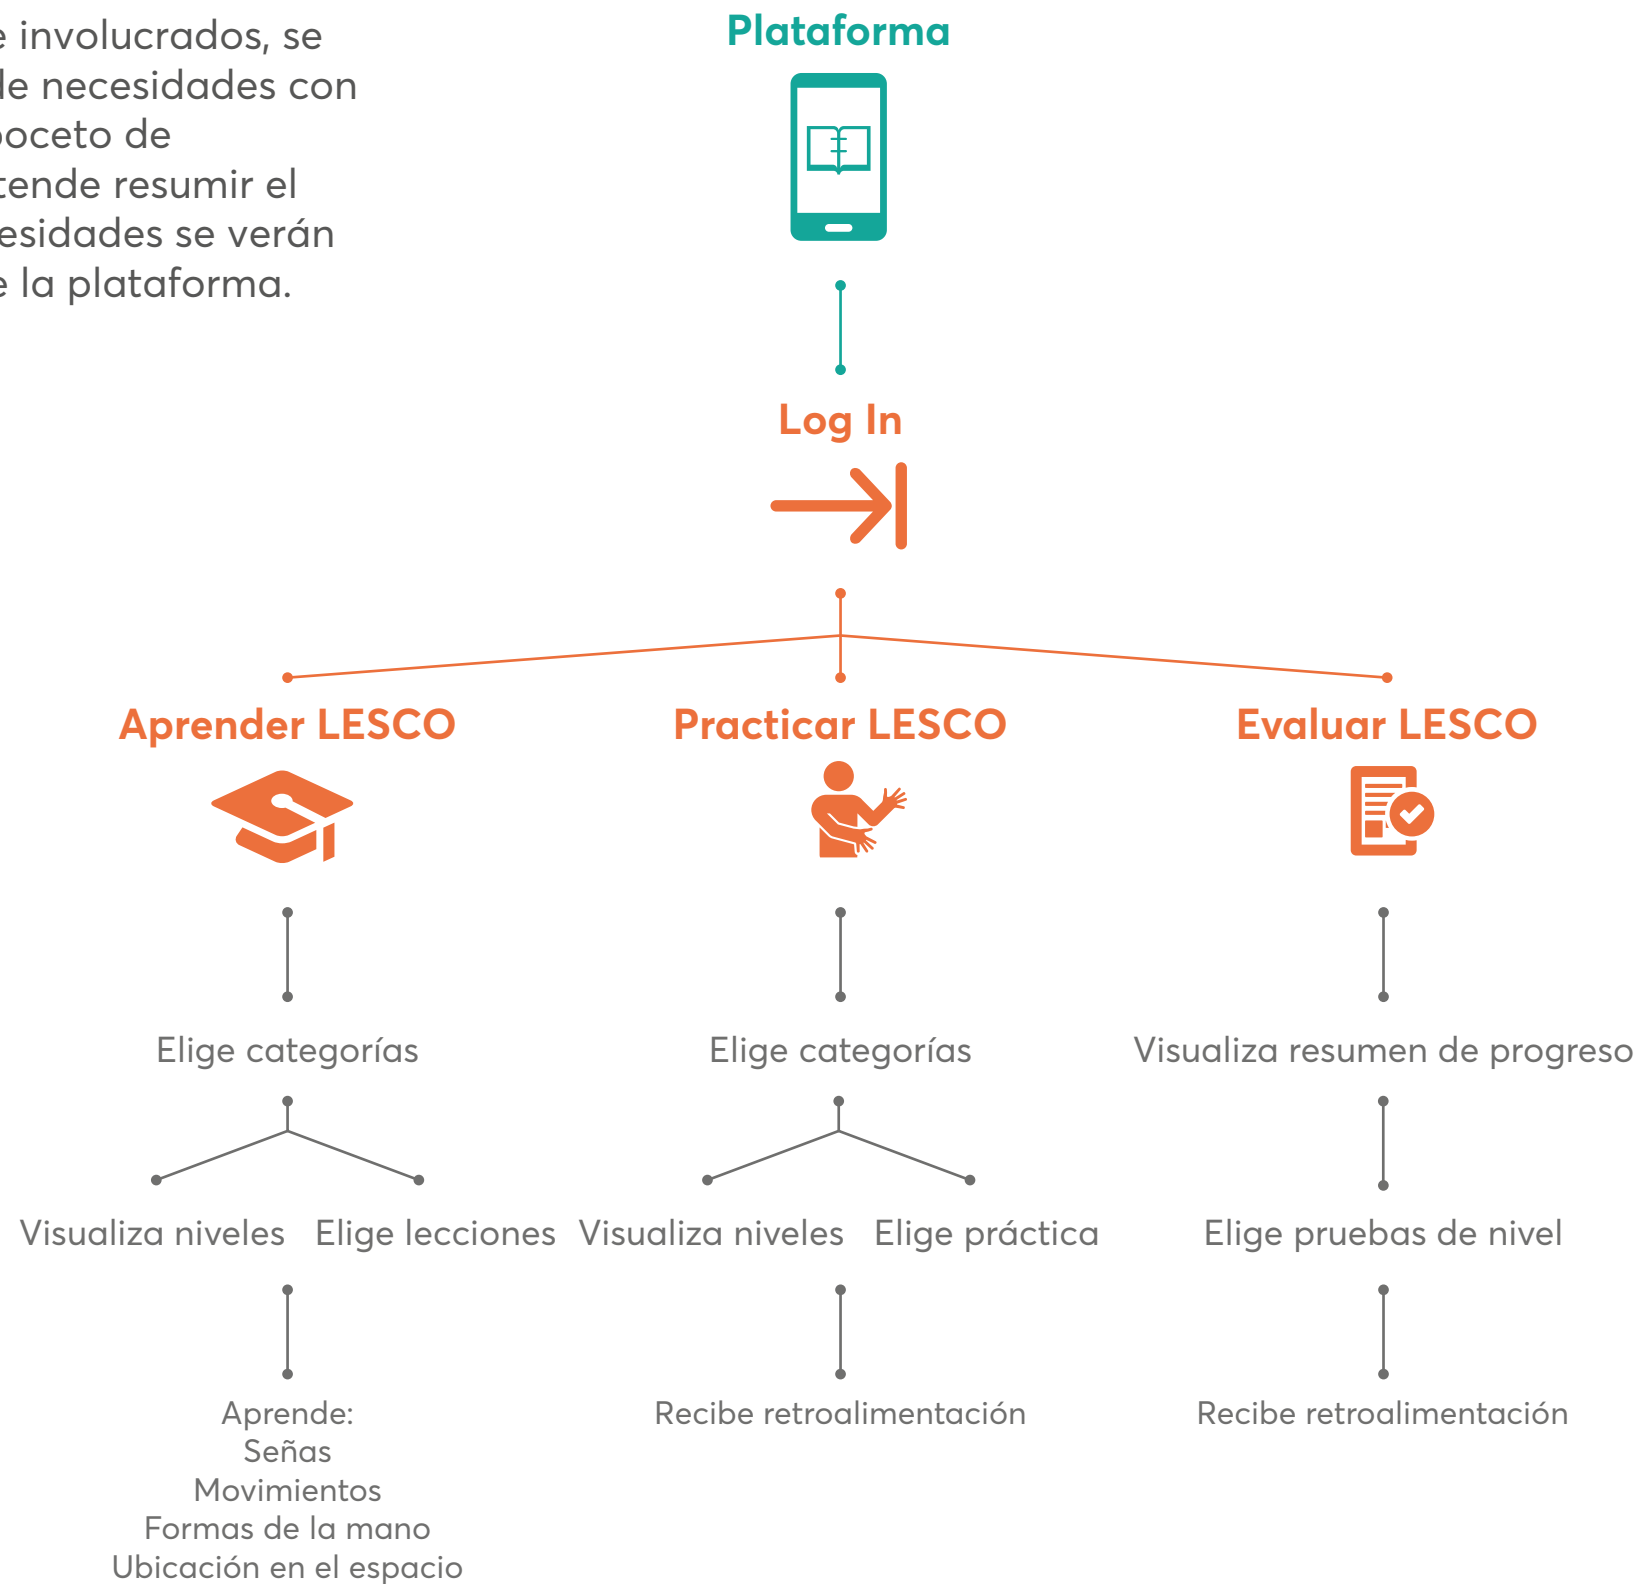 e involucrados, se
de necesidades con
boceto de
tende resumir el
esidades se verán
e la plataforma.
Plataforma
Log In
Aprender LESCO
Practicar LESCO
Evaluar LESCO
Elige categorías
Elige categorías
Visualiza resumen de progreso
Visualiza niveles
Elige lecciones
Visualiza niveles
Elige práctica
Elige pruebas de nivel
Aprende:
Señas
Movimientos
Formas de la mano
Ubicación en el espacio
Recibe retroalimentación
Recibe retroalimentación